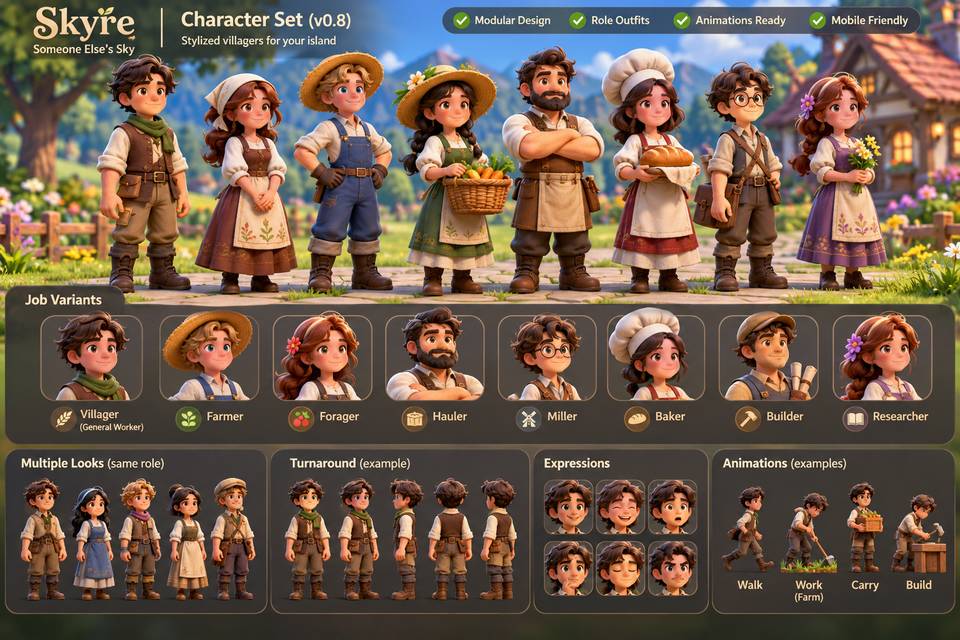 Skyre
Someone Else's Sky
Character Set (v0.8)
Stylized villagers for your island
Modular Design
Role Outfits
Animations Ready
Mobile Friendly
Job Variants
Villager
(General Worker)
Farmer
Forager
Hauler
Miller
Baker
Builder
Researcher
Multiple Looks (same role)
Turnaround (example)
Expressions
Animations (examples)
Walk
Work
(Farm)
Carry
Build